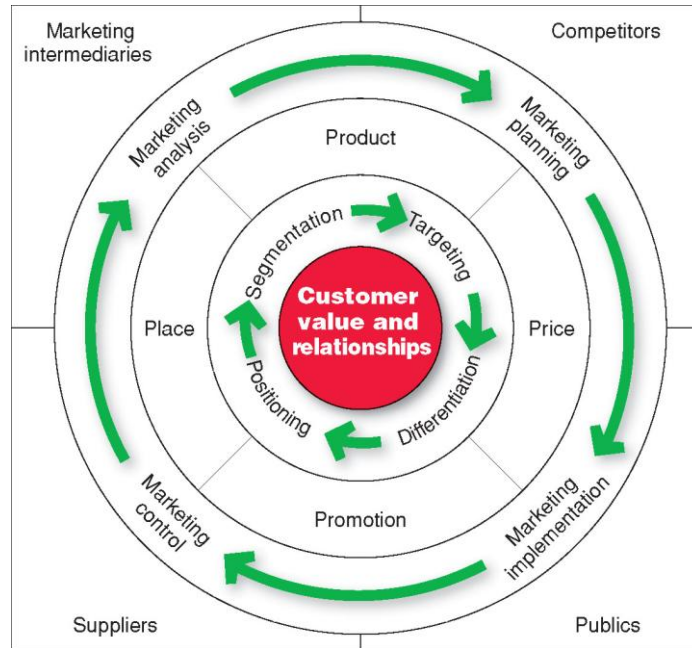 Marketing
intermediaries
Competitors
Marketing
analysis
Marketing
planning
Product
Segmentation
Targeting
Customer
value and
relationships
Place
Price
Positioning
Differentiation
Promotion
Marketing
control
Marketing
implementation
Suppliers
Publics